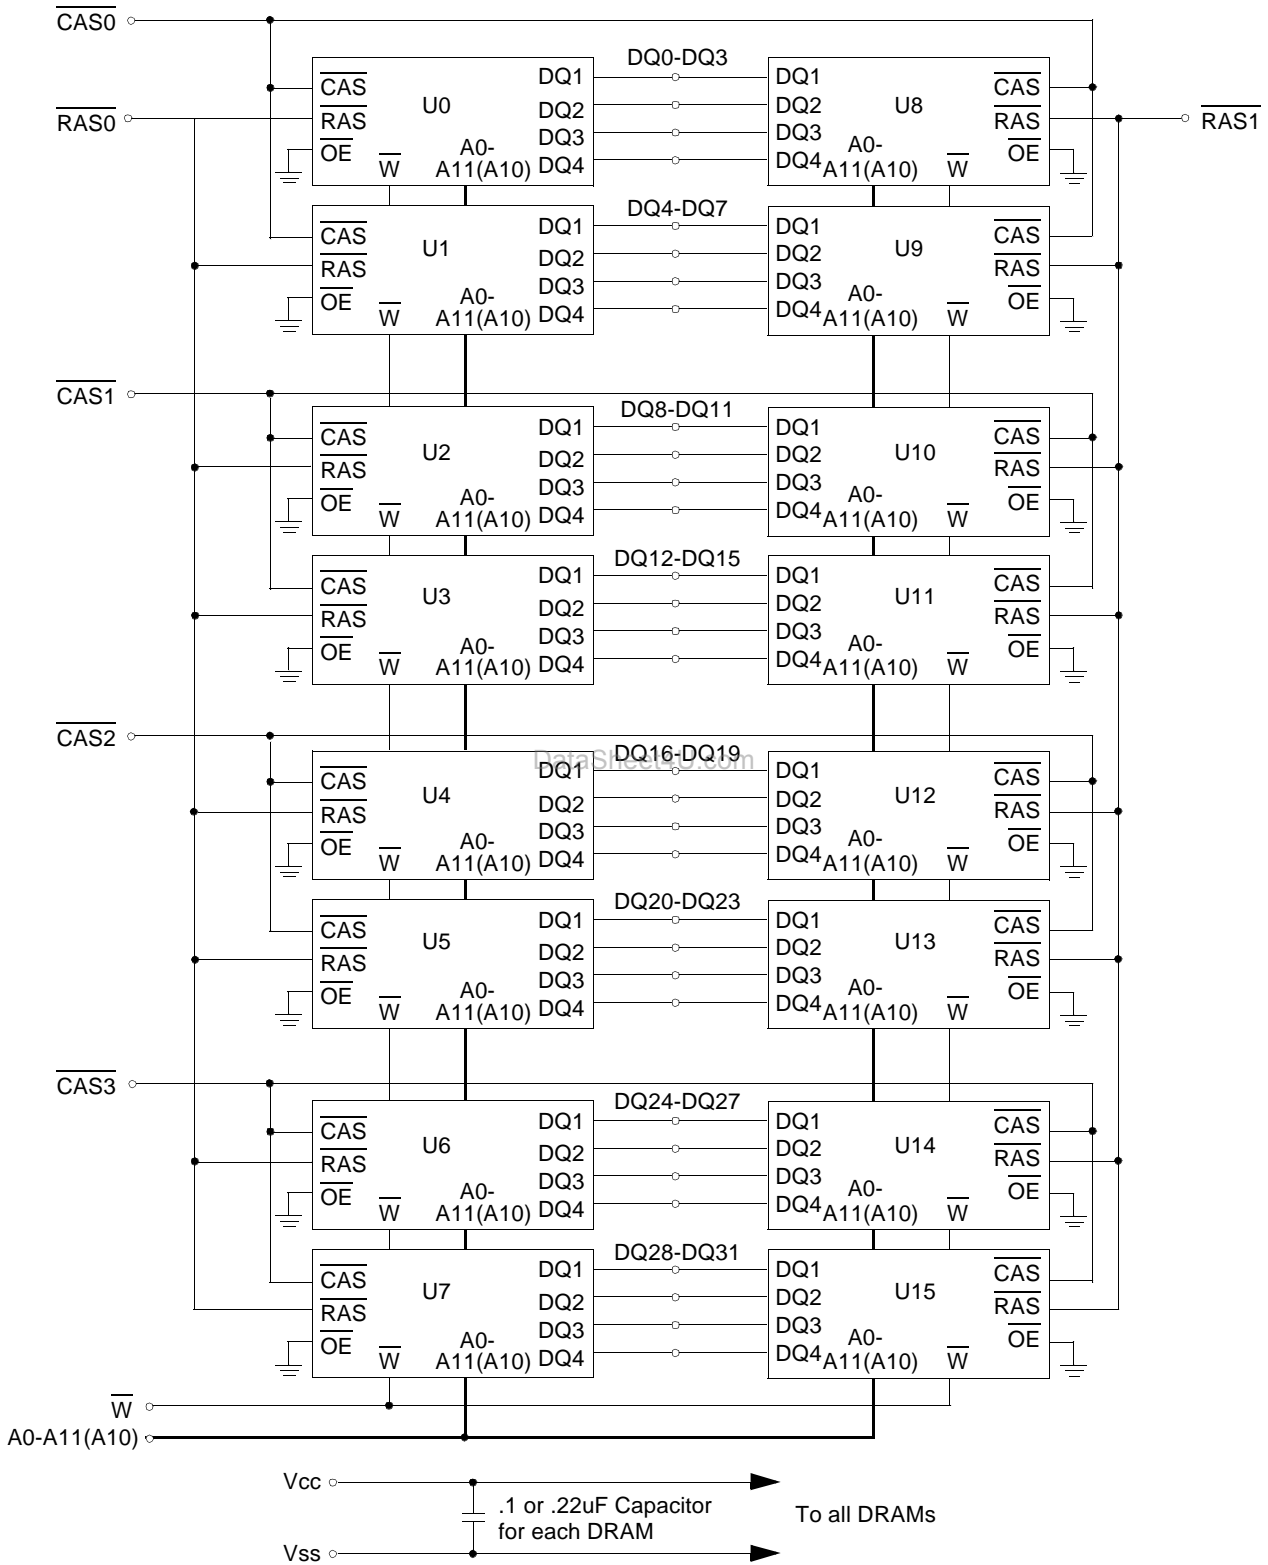 CAS0
DQ0-DQ3
CAS U0 DQ1 DQ1 U8 CAS
RAS0 RAS DQ2 DQ2 RAS RAS1
OE W A0- DQ3 DQ3 A0- OE
A11(A10) DQ4 DQ4 A11(A10) W
DQ4-DQ7
CAS U1 DQ1 DQ1 U9 CAS
RAS DQ2 DQ2 RAS
OE W A0- DQ3 DQ3 A0- OE
A11(A10) DQ4 DQ4 A11(A10) W
CAS1
DQ8-DQ11
CAS U2 DQ1 DQ1 U10 CAS
RAS DQ2 DQ2 RAS
OE W A0- DQ3 DQ3 A0- OE
A11(A10) DQ4 DQ4 A11(A10) W
DQ12-DQ15
CAS U3 DQ1 DQ1 U11 CAS
RAS DQ2 DQ2 RAS
OE W A0- DQ3 DQ3 A0- OE
A11(A10) DQ4 DQ4 A11(A10) W
CAS2
DQ16-DQ19
DataSheet4U.com
CAS U4 DQ1 DQ1 U12 CAS
RAS DQ2 DQ2 RAS
OE W A0- DQ3 DQ3 A0- OE
A11(A10) DQ4 DQ4 A11(A10) W
DQ20-DQ23
CAS U5 DQ1 DQ1 U13 CAS
RAS DQ2 DQ2 RAS
OE W A0- DQ3 DQ3 A0- OE
A11(A10) DQ4 DQ4 A11(A10) W
CAS3
DQ24-DQ27
CAS U6 DQ1 DQ1 U14 CAS
RAS DQ2 DQ2 RAS
OE W A0- DQ3 DQ3 A0- OE
A11(A10) DQ4 DQ4 A11(A10) W
DQ28-DQ31
CAS U7 DQ1 DQ1 U15 CAS
RAS DQ2 DQ2 RAS
OE W A0- DQ3 DQ3 A0- OE
A11(A10) DQ4 DQ4 A11(A10) W
W
A0-A11(A10)
Vcc
.1 or .22uF Capacitor
for each DRAM
To all DRAMs
Vss